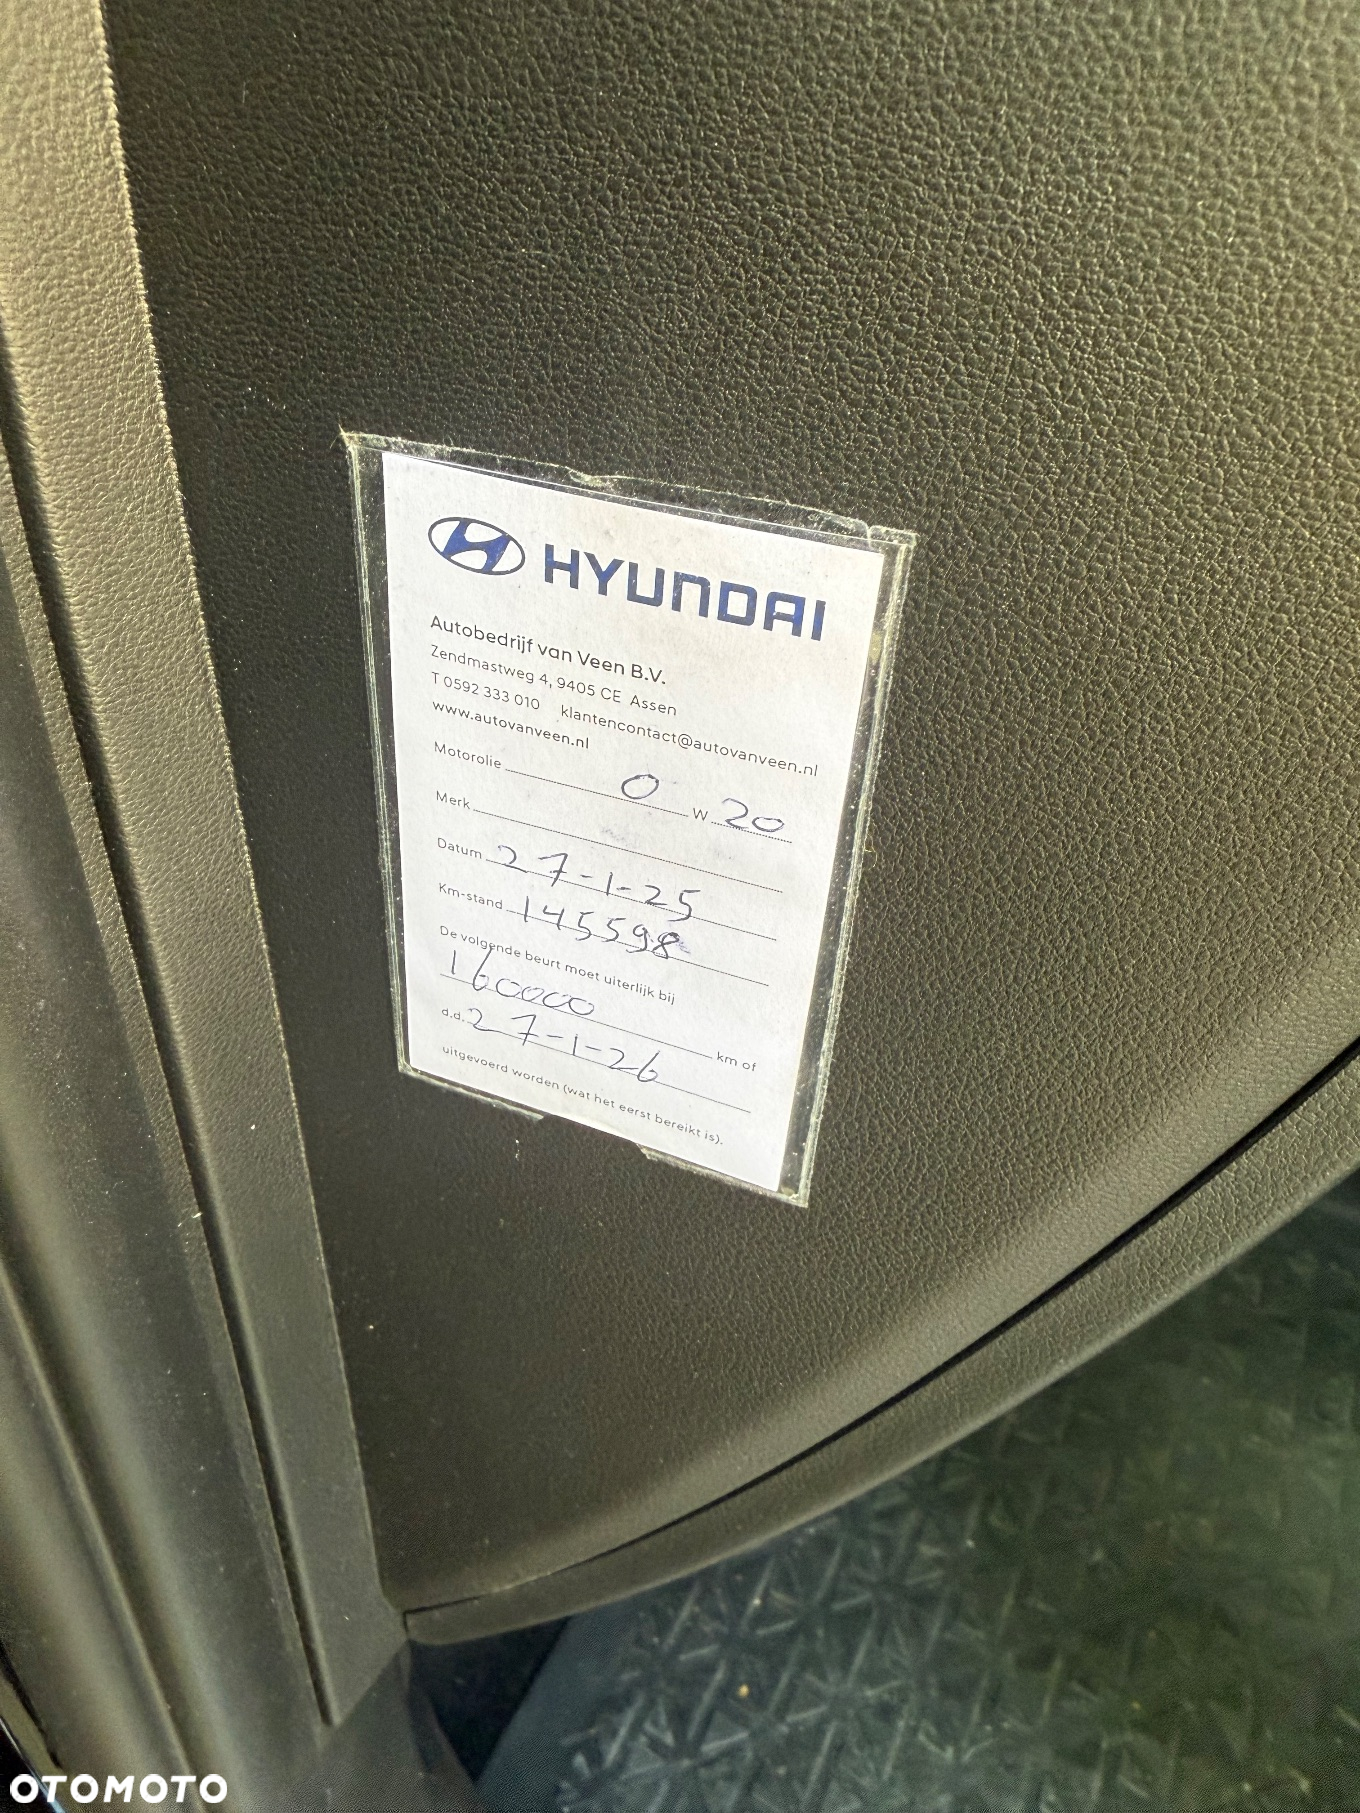 HYUNDAI
Autobedrijf van Veen B.V.
Zendmastweg 4, 9405 CE Assen
T 0592 333 010 klantencontact@autovanveen.nl
www.autovanveen.nl
Motorolie 0 W 20
Merk
Datum 27-1-25
Km-stand 145598
De volgende beurt moet uiterlijk bij
160000 km of
d.d. 27-1-26
uitgevoerd worden (wat het eerst bereikt is).
OTOMOTO